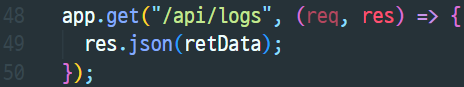 48 app.get("/api/logs", (req, res) => {
49 res.json(retData);
50 });